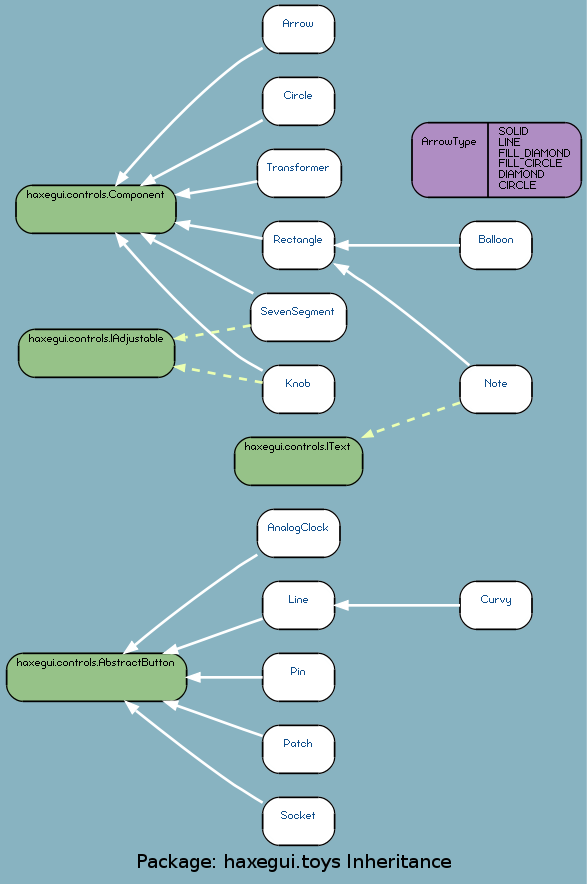 Arrow
Circle
ArrowType
SOLID
LINE
FILL_DIAMOND
FILL_CIRCLE
DIAMOND
CIRCLE
Transformer
haxegui.controls.Component
Rectangle
Balloon
SevenSegment
haxegui.controls.IAdjustable
Knob
Note
haxegui.controls.IText
AnalogClock
Line
Curvy
haxegui.controls.AbstractButton
Pin
Patch
Socket
Package: haxegui.toys Inheritance